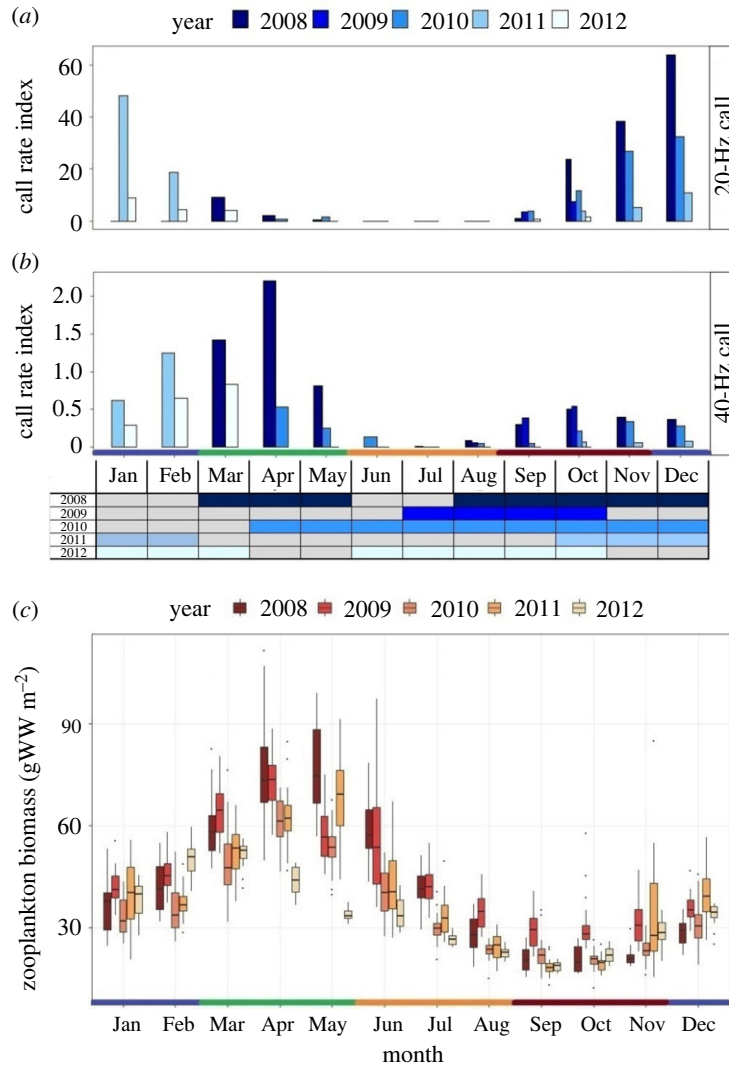 (a) year 2008 2009 2010 2011 2012
60
40
20
0
call rate index
20-Hz call
(b)
2.0
1.5
1.0
0.5
0
call rate index
40-Hz call
Jan Feb Mar Apr May Jun Jul Aug Sep Oct Nov Dec
2008
2009
2010
2011
2012
(c) year 2008 2009 2010 2011 2012
90
60
30
zooplankton biomass (gWW m⁻²)
Jan Feb Mar Apr May Jun Jul Aug Sep Oct Nov Dec
month